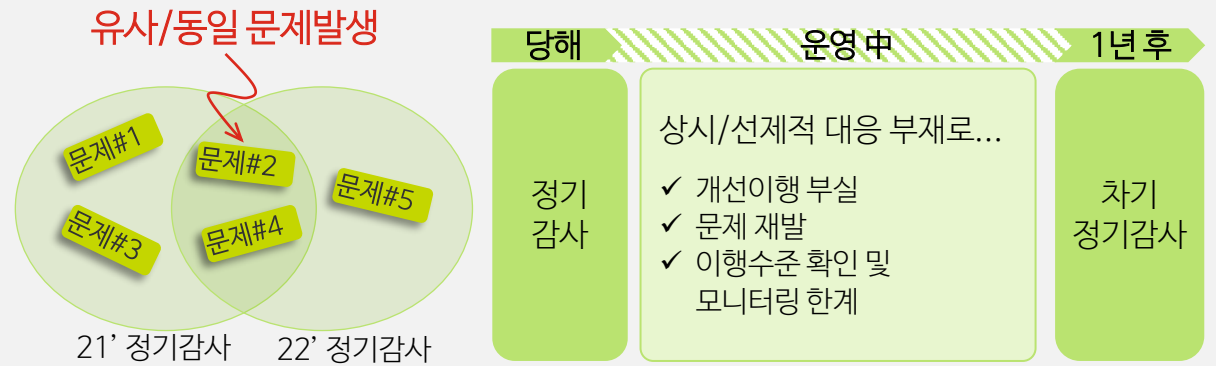 유사/동일 문제발생
문제#1
문제#2
문제#3
문제#4
문제#5
21’ 정기감사
22’ 정기감사
당해
운영 中
1년 후
정기
감사
상시/선제적 대응 부재로...
✓ 개선이행 부실
✓ 문제 재발
✓ 이행수준 확인 및
모니터링 한계
차기
정기감사